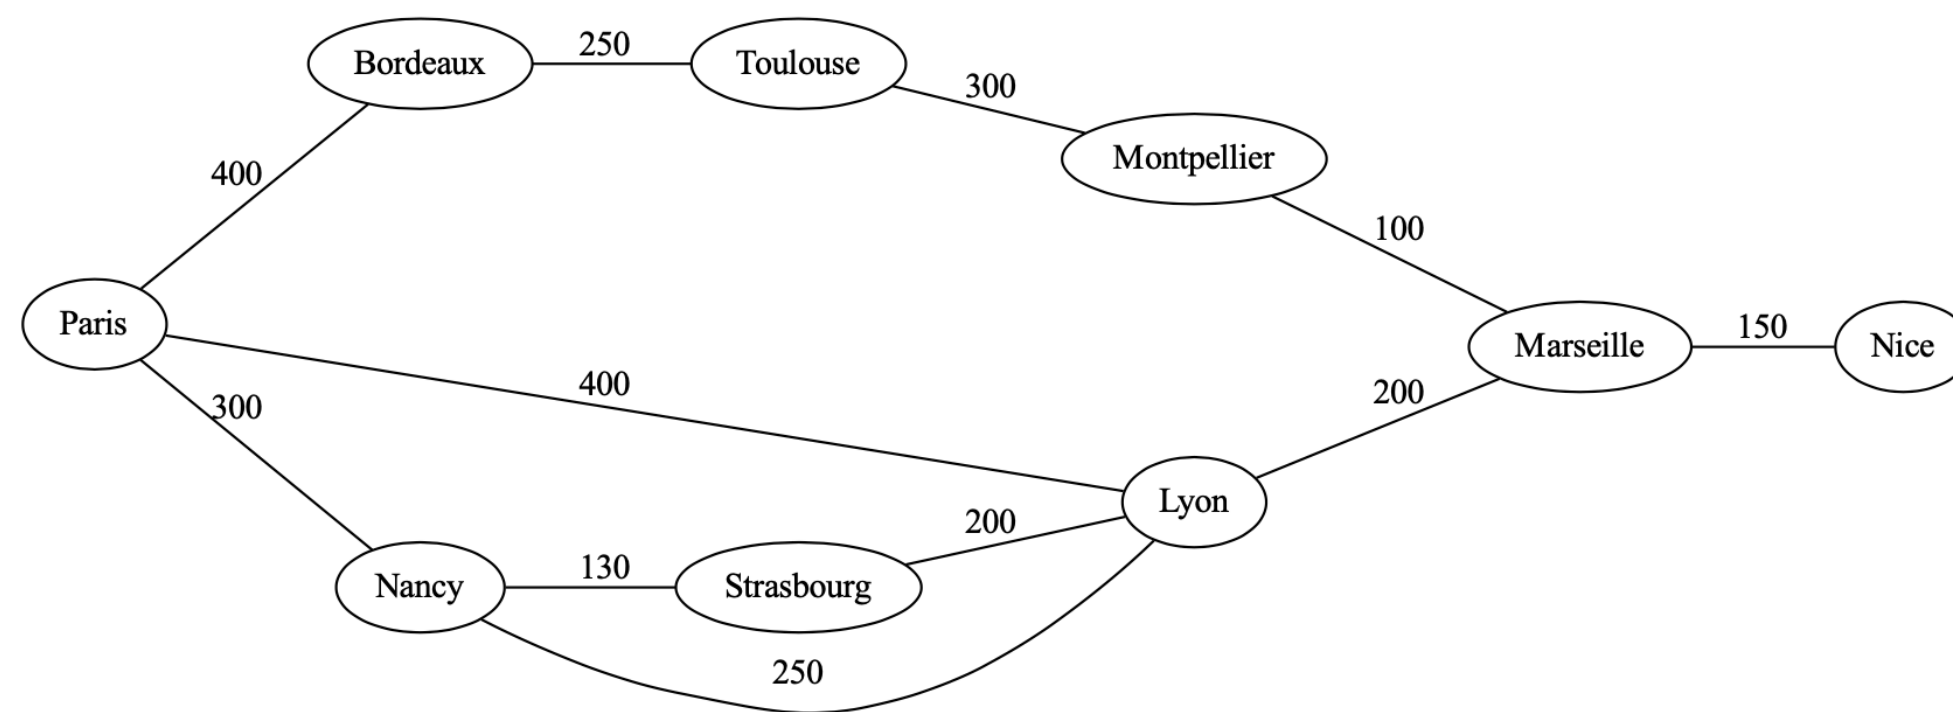 Bordeaux
250
Toulouse
300
Montpellier
400
100
Paris
400
300
Marseille
150
Nice
200
Lyon
200
Nancy
130
Strasbourg
250